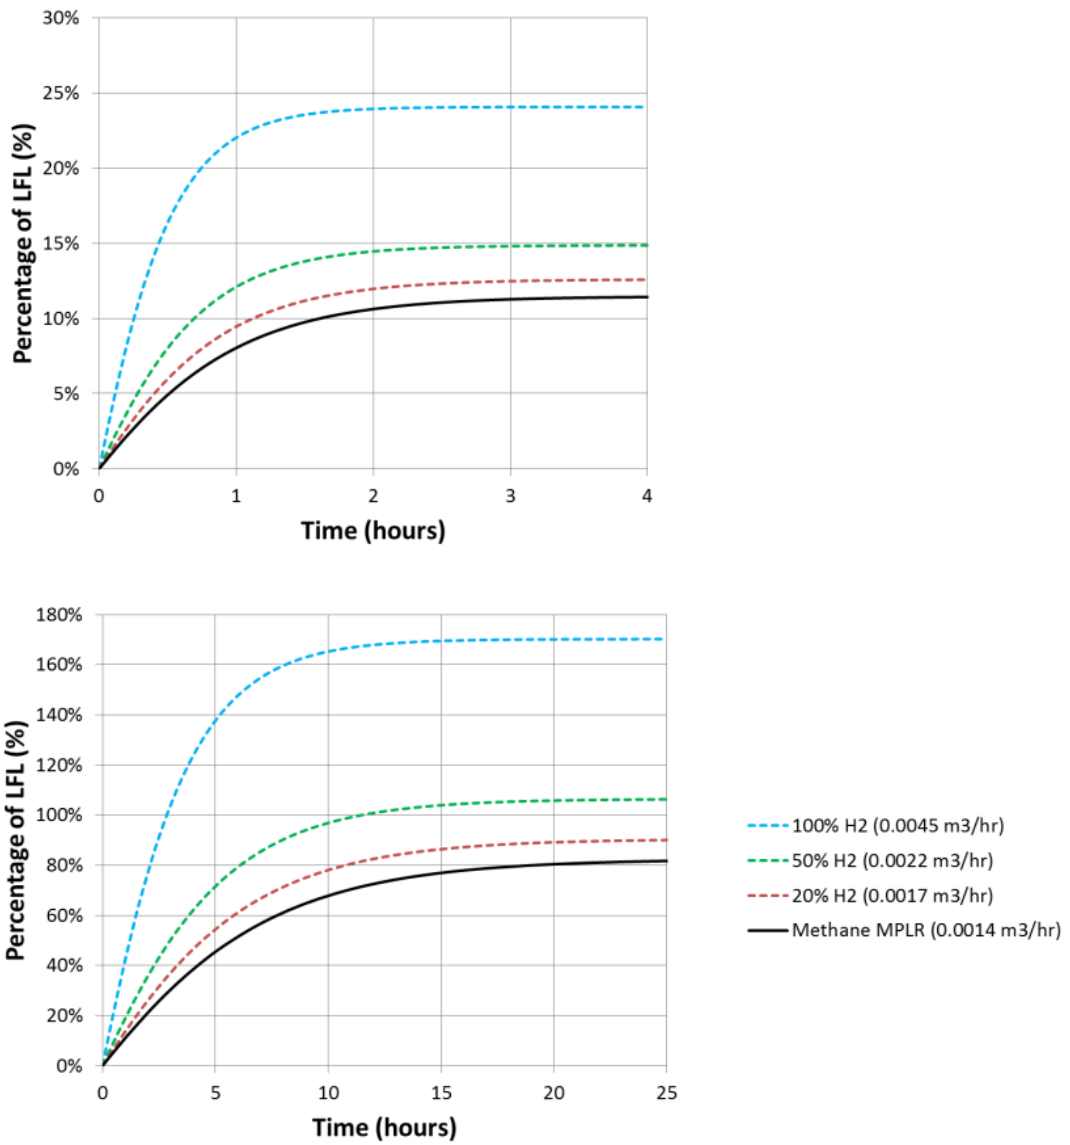 30%
25%
20%
15%
10%
5%
0%
Percentage of LFL (%)
0 1 2 3 4
Time (hours)
180%
160%
140%
120%
100%
80%
60%
40%
20%
0%
Percentage of LFL (%)
0 5 10 15 20 25
Time (hours)
100% H2 (0.0045 m3/hr)
50% H2 (0.0022 m3/hr)
20% H2 (0.0017 m3/hr)
Methane MPLR (0.0014 m3/hr)